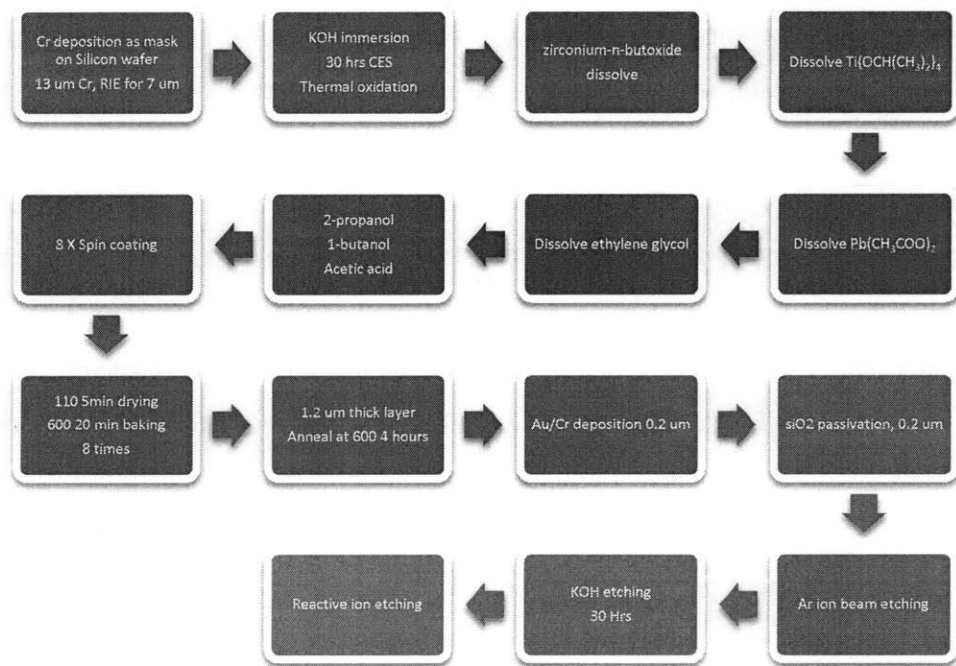 Cr deposition as mask
on Silicon wafer
13 um Cr, RIE for 7 um
KOH immersion
30 hrs CES
Thermal oxidation
zirconium-n-butoxide
dissolve
Dissolve Ti{OCH(CH₃)₂}₄
Dissolve Pb(CH₃COO)₂
Dissolve ethylene glycol
2-propanol
1-butanol
Acetic acid
8 X Spin coating
110 5min drying
600 20 min baking
8 times
1.2 um thick layer
Anneal at 600 4 hours
Au/Cr deposition 0.2 um
siO2 passivation, 0.2 um
Ar ion beam etching
KOH etching
30 Hrs
Reactive ion etching